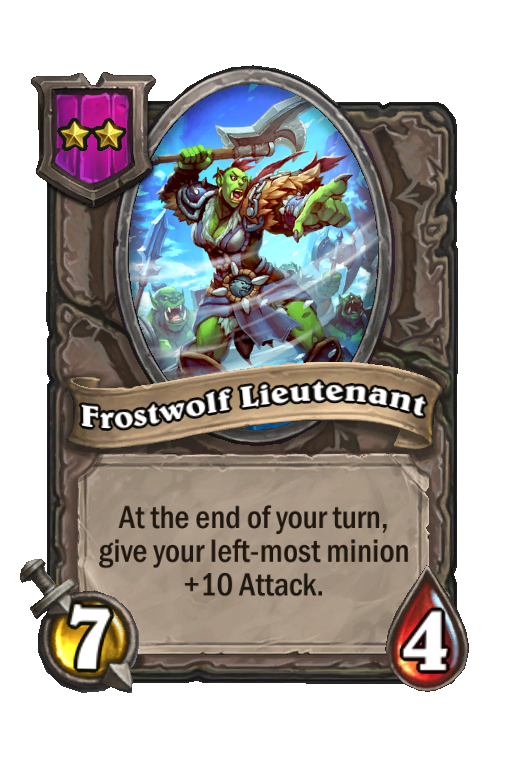 Frostwolf Lieutenant
At the end of your turn,
give your left-most minion
+10 Attack.
7
4